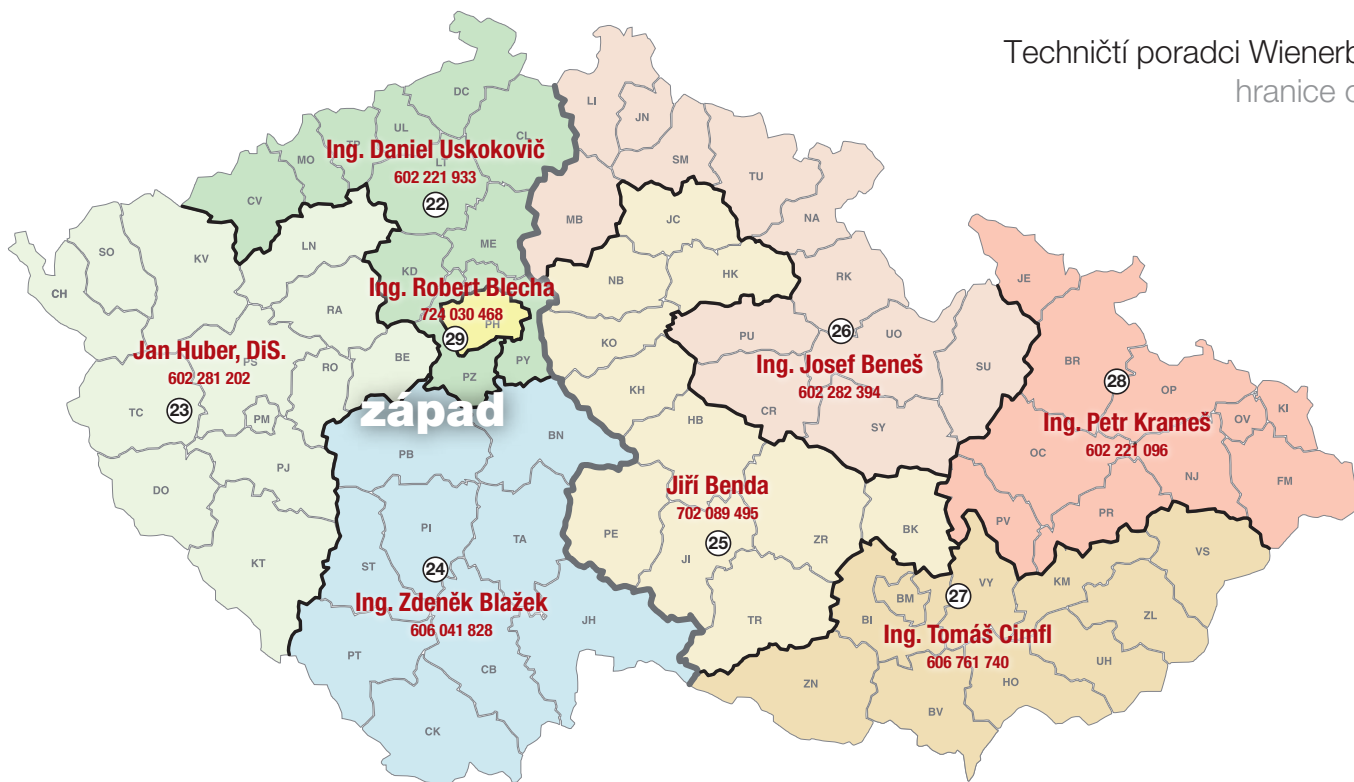 Techničtí poradci Wienerb
hranice o
DC
LI
JN
UL
CL
MO
TP
LT
SM
TU
Ing. Daniel Uskokovič
602 221 933
22
CV
MB
JC
NA
SO
KV
LN
ME
KD
NB
HK
RK
JE
CH
Ing. Robert Blecha
724 030 468
PH
29
RA
Jan Huber, DiS.
602 281 202
PS
RO
BE
PY
PZ
KO
PU
26
UO
SU
Ing. Josef Beneš
602 282 394
BR
28
OP
OV
KI
Ing. Petr Krameš
602 221 096
TC
23
PM
západ
KH
CR
SY
HB
PB
BN
OC
NJ
FM
DO
PJ
Jiří Benda
702 089 495
25
PE
JI
ZR
BK
PV
PR
PI
TA
KT
ST
24
Ing. Zdeněk Blažek
606 041 828
JH
TR
BI
BM
VY
27
KM
VS
ZL
Ing. Tomáš Cimfl
606 761 740
PT
CB
CK
ZN
BV
HO
UH